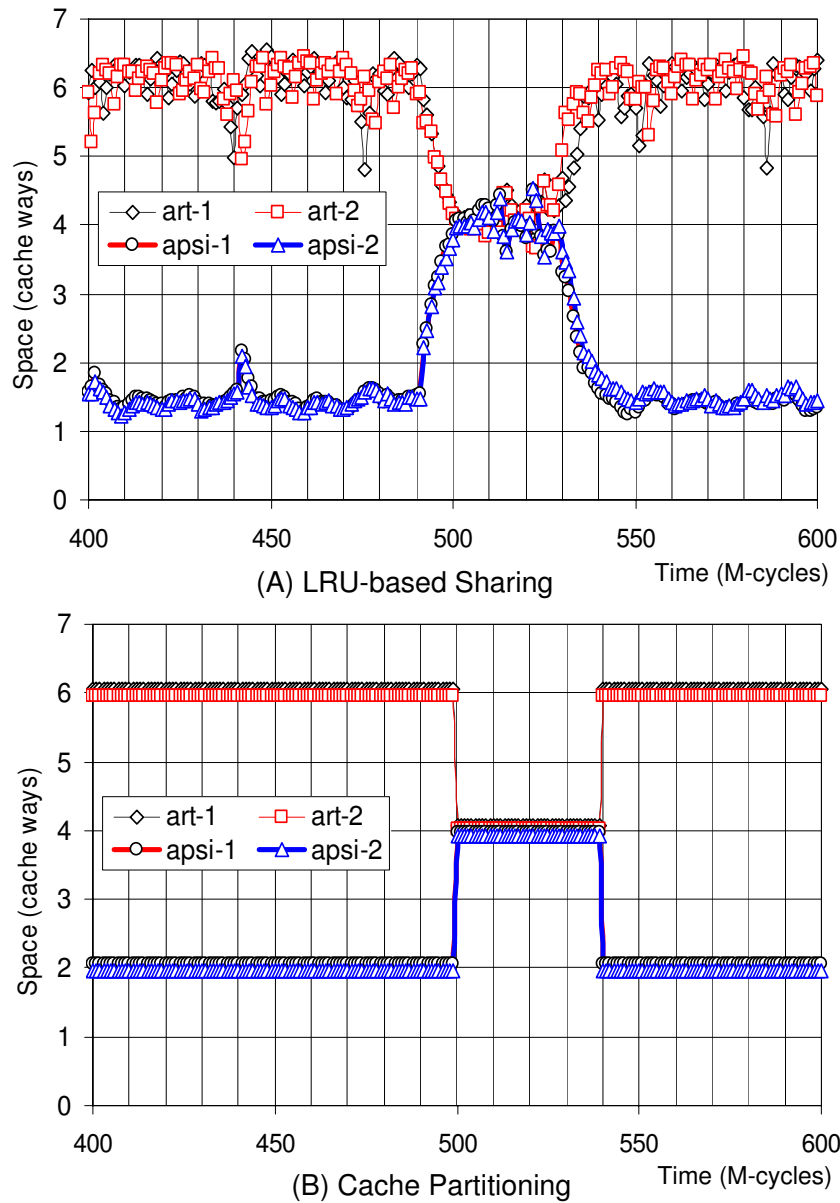 7
6
5
4
3
2
1
0
Space (cache ways)
art-1 art-2
apsi-1 apsi-2
400 450 500 550 600
Time (M-cycles)
(A) LRU-based Sharing
7
6
5
4
3
2
1
0
Space (cache ways)
art-1 art-2
apsi-1 apsi-2
400 450 500 550 600
Time (M-cycles)
(B) Cache Partitioning